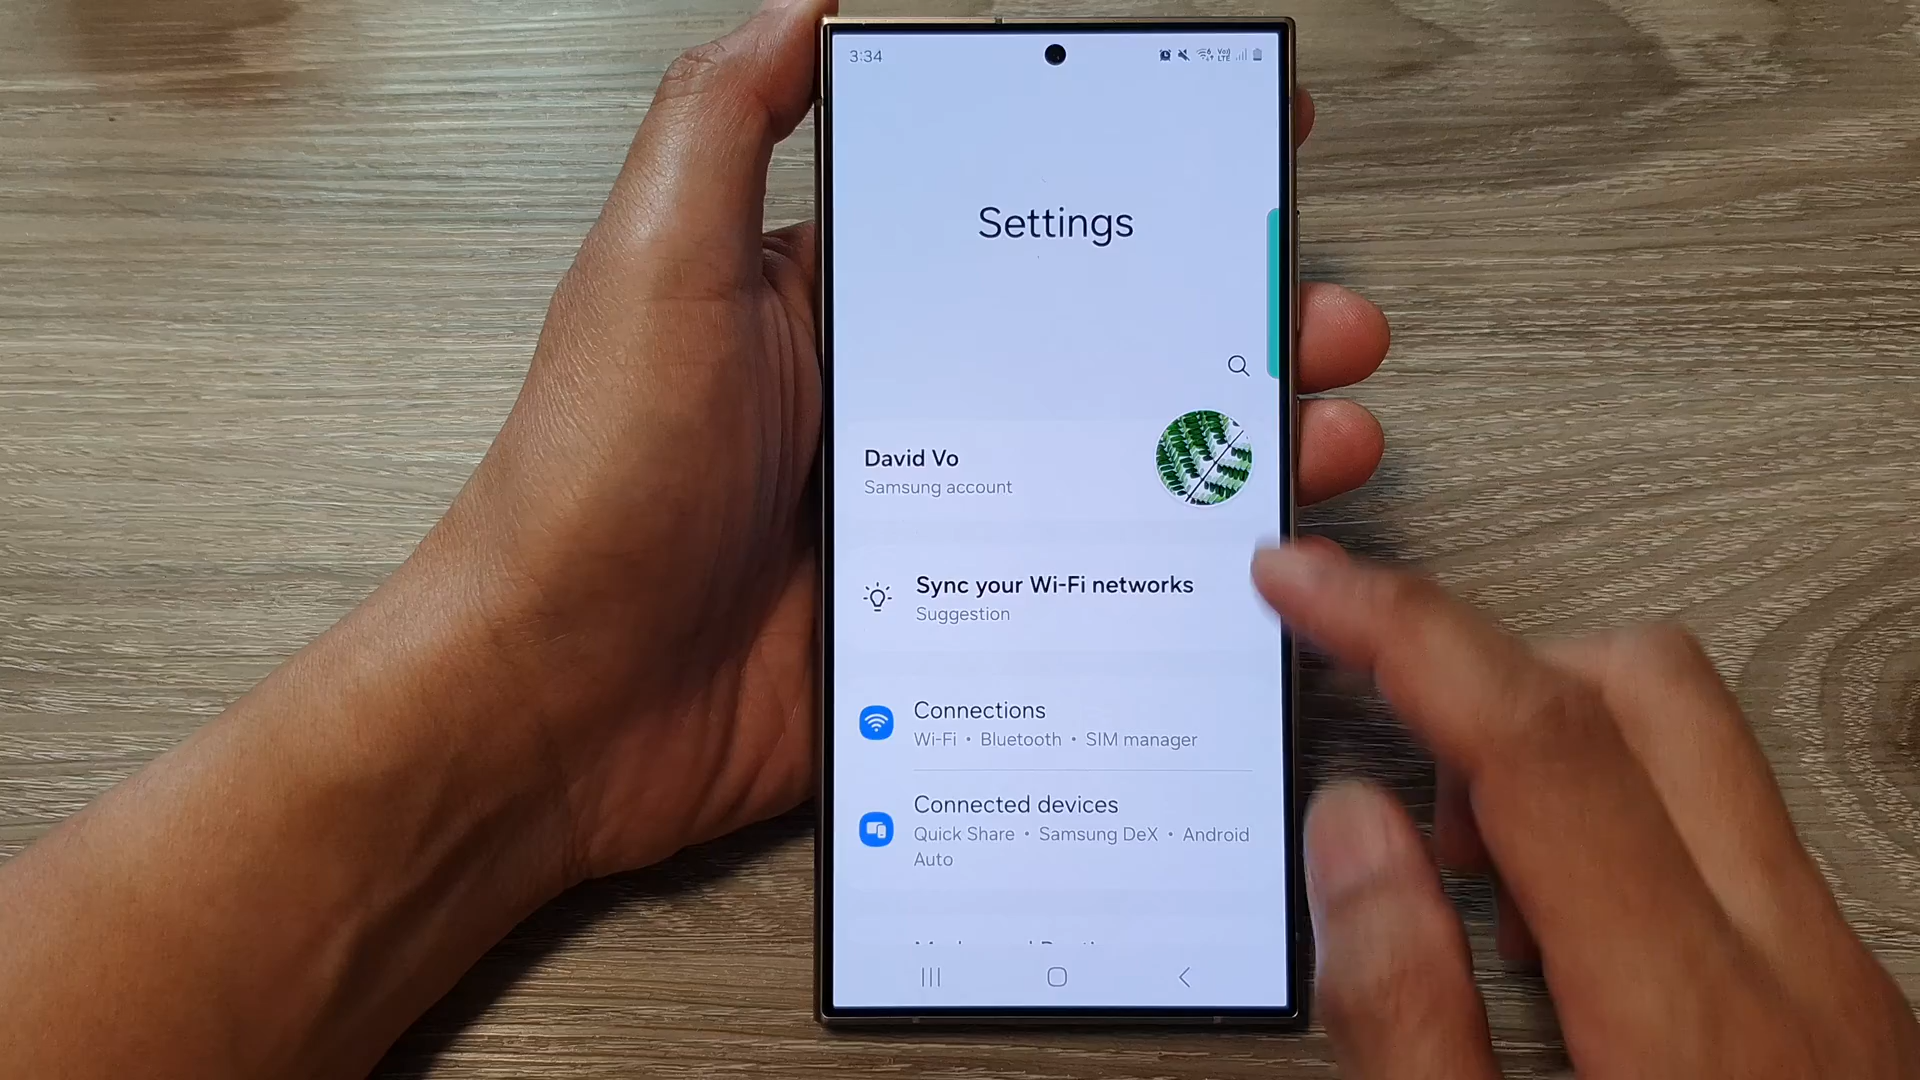 3:34
Settings
David Vo
Samsung account
Sync your Wi-Fi networks
Suggestion
Connections
Wi-Fi • Bluetooth • SIM manager
Connected devices
Quick Share • Samsung DeX • Android
Auto